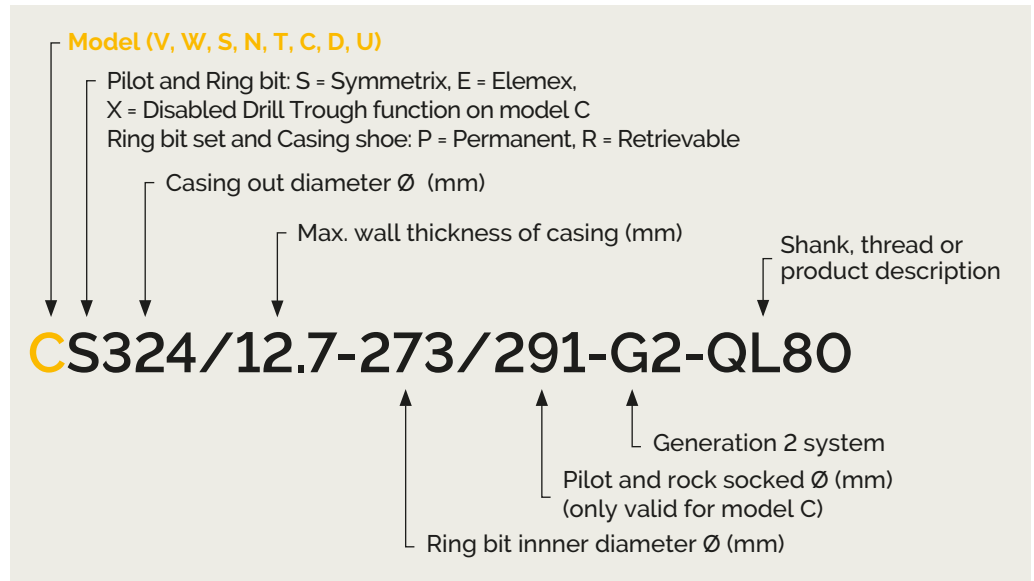 Model (V, W, S, N, T, C, D, U)
Pilot and Ring bit: S = Symmetrix, E = Elemex,
X = Disabled Drill Trough function on model C
Ring bit set and Casing shoe: P = Permanent, R = Retrievable
Casing out diameter Ø (mm)
Max. wall thickness of casing (mm)
Shank, thread or
product description
CS324/12.7-273/291-G2-QL80
Generation 2 system
Pilot and rock socked Ø (mm)
(only valid for model C)
Ring bit innner diameter Ø (mm)